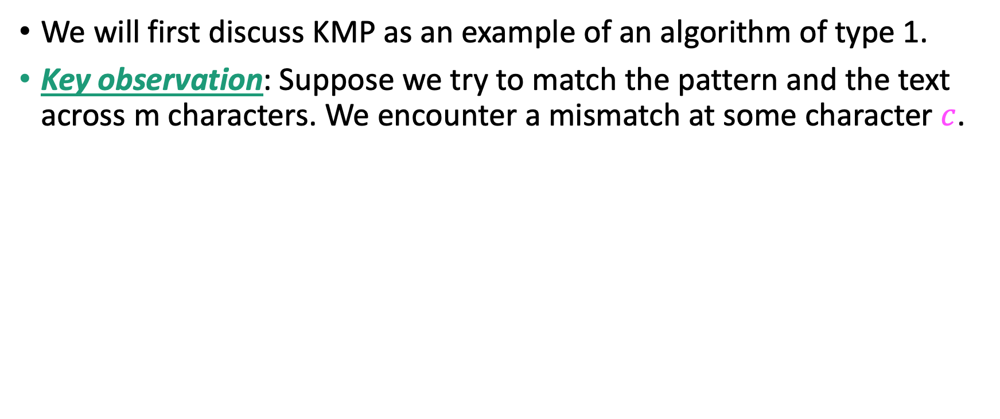 • We will first discuss KMP as an example of an algorithm of type 1.
• Key observation: Suppose we try to match the pattern and the text
across m characters. We encounter a mismatch at some character c.